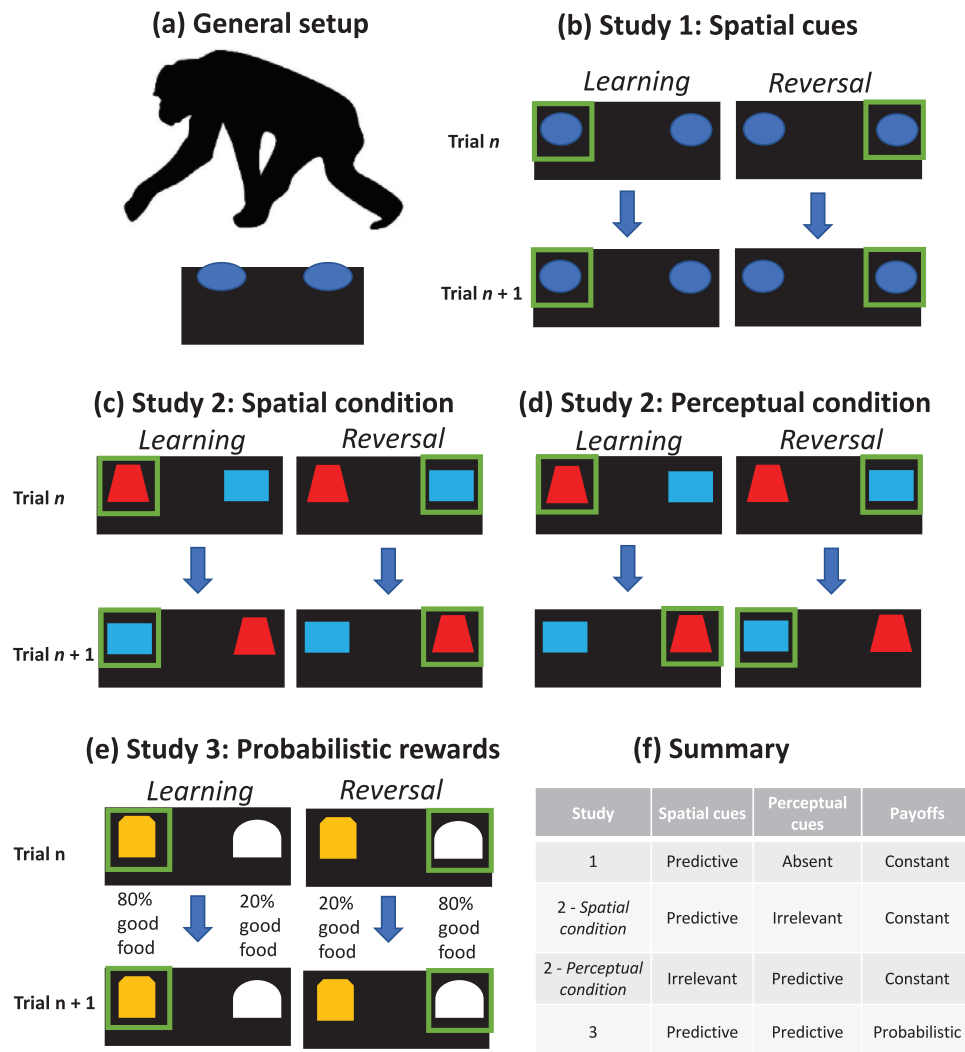 (a) General setup
(b) Study 1: Spatial cues
Learning
Reversal
Trial n
Trial n + 1
(c) Study 2: Spatial condition
Learning
Reversal
Trial n
Trial n + 1
(d) Study 2: Perceptual condition
Learning
Reversal
(e) Study 3: Probabilistic rewards
Learning
Reversal
Trial n
80%
good
food
20%
good
food
20%
good
food
80%
good
food
Trial n + 1
(f) Summary
Study
Spatial cues
Perceptual
cues
Payoffs
1
Predictive
Absent
Constant
2 - Spatial
condition
Predictive
Irrelevant
Constant
2 - Perceptual
condition
Irrelevant
Predictive
Constant
3
Predictive
Predictive
Probabilistic